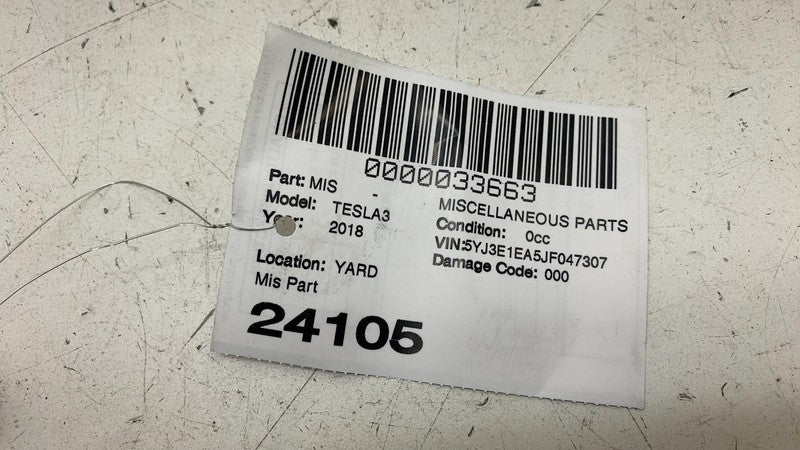 0000033663
Part: MIS - MISCELLANEOUS PARTS
Model: TESLA3 Condition: 0cc
Year: 2018 VIN:5YJ3E1EA5JF047307
Damage Code: 000
Location: YARD
Mis Part
24105